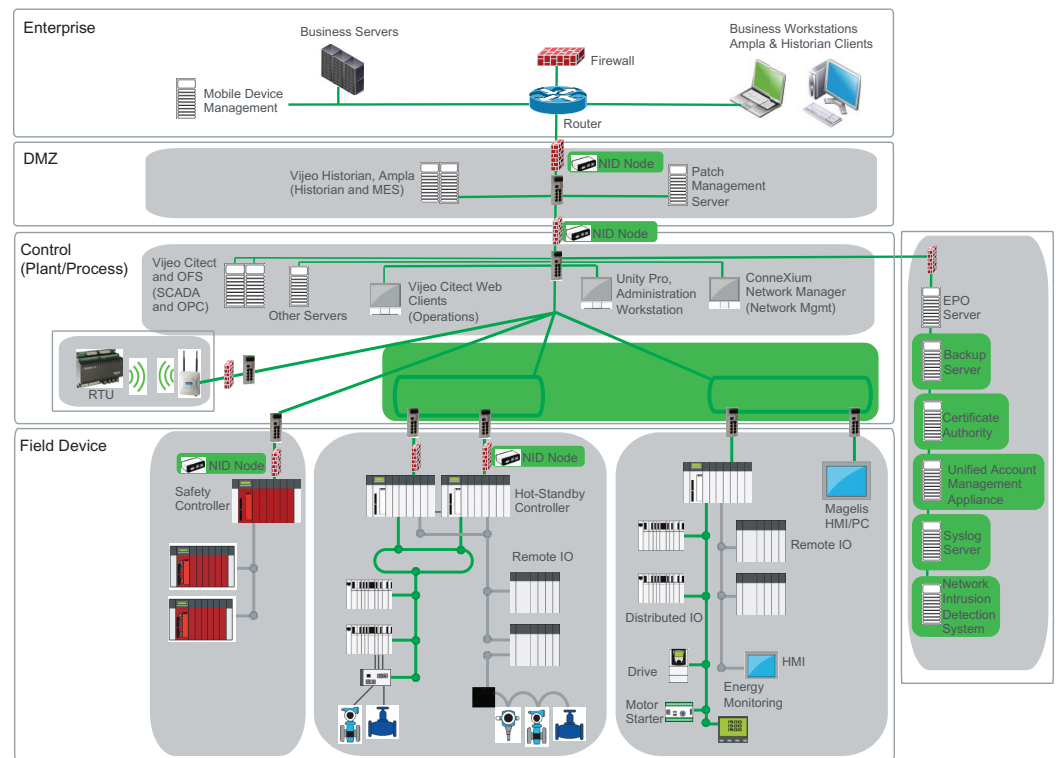 Enterprise
Business Servers
Business Workstations
Ampla & Historian Clients
Firewall
Mobile Device
Management
Router
DMZ
NID Node
Vijeo Historian, Ampla
(Historian and MES)
Patch
Management
Server
NID Node
Control
(Plant/Process)
Vijeo Citect
and OFS
(SCADA
and OPC)
Other Servers
Vijeo Citect Web
Clients
(Operations)
Unity Pro,
Administration
Workstation
ConneXium
Network Manager
(Network Mgmt)
RTU
EPO
Server
Backup
Server
Certificate
Authority
Unified Account
Management
Appliance
Syslog
Server
Network
Intrusion
Detection
System
Field Device
NID Node
Safety
Controller
NID Node
Hot-Standby
Controller
Remote IO
Magelis
HMI/PC
Remote IO
Distributed IO
Drive
HMI
Energy
Monitoring
Motor
Starter